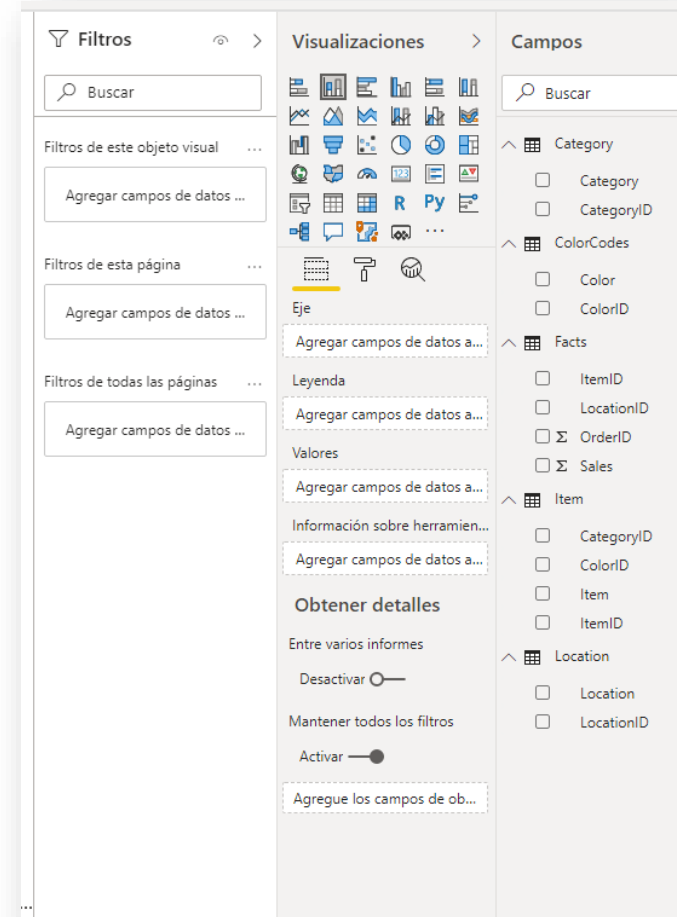 Filtros
Buscar
Filtros de este objeto visual ...
Agregar campos de datos ...
Filtros de esta página ...
Agregar campos de datos ...
Filtros de todas las páginas ...
Agregar campos de datos ...
...
Visualizaciones
123
R Py
...
Eje
Agregar campos de datos a...
Leyenda
Agregar campos de datos a...
Valores
Agregar campos de datos a...
Información sobre herramien...
Agregar campos de datos a...
Obtener detalles
Entre varios informes
Desactivar
Mantener todos los filtros
Activar
Agregue los campos de ob...
Campos
Buscar
Category
Category
CategoryID
ColorCodes
Color
ColorID
Facts
ItemID
LocationID
Σ OrderID
Σ Sales
Item
CategoryID
ColorID
Item
ItemID
Location
Location
LocationID